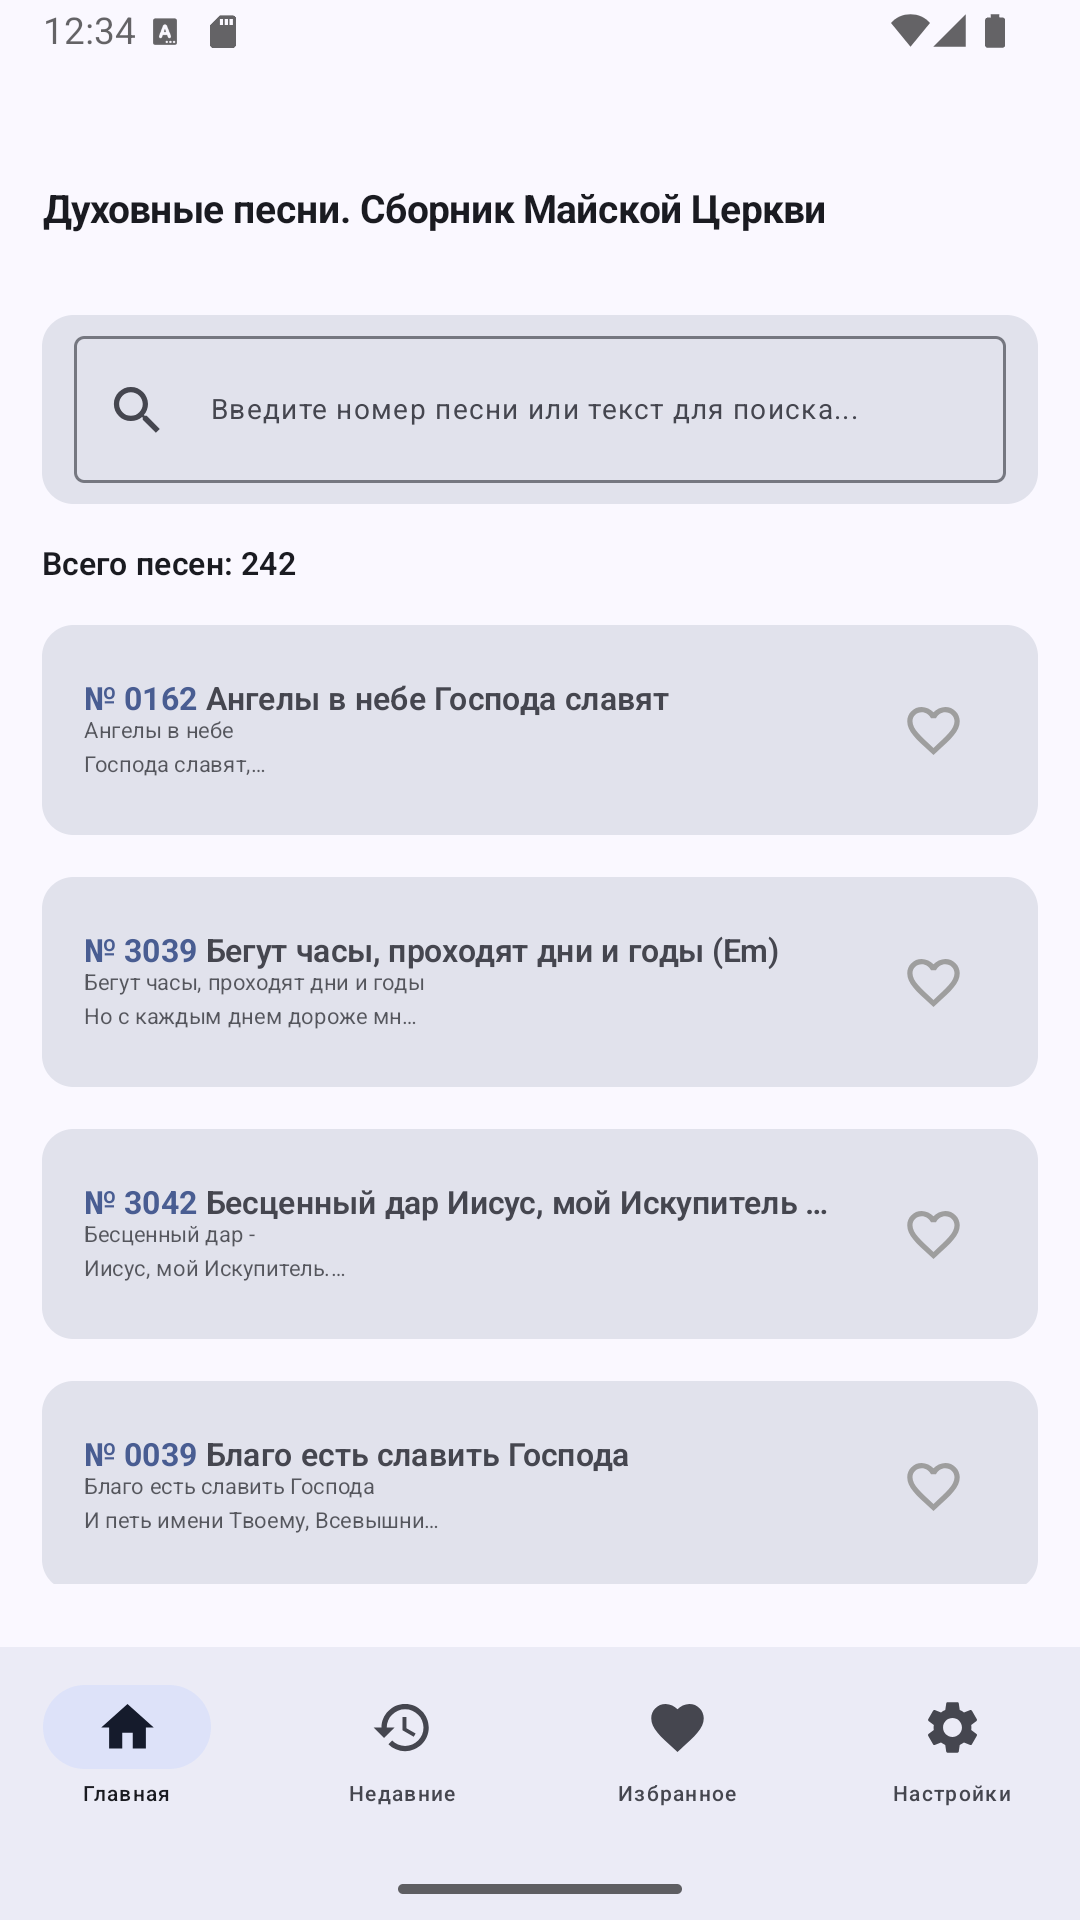 12:34
Духовные песни. Сборник Майской Церкви
Введите номер песни или текст для поиска...
Всего песен: 242
№ 0162 Ангелы в небе Господа славят
Ангелы в небе
Господа славят,…
№ 3039 Бегут часы, проходят дни и годы (Em)
Бегут часы, проходят дни и годы
Но с каждым днем дороже мн…
№ 3042 Бесценный дар Иисус, мой Искупитель …
Бесценный дар -
Иисус, мой Искупитель.…
№ 0039 Благо есть славить Господа
Благо есть славить Господа
И петь имени Твоему, Всевышни…
Главная
Недавние
Избранное
Настройки